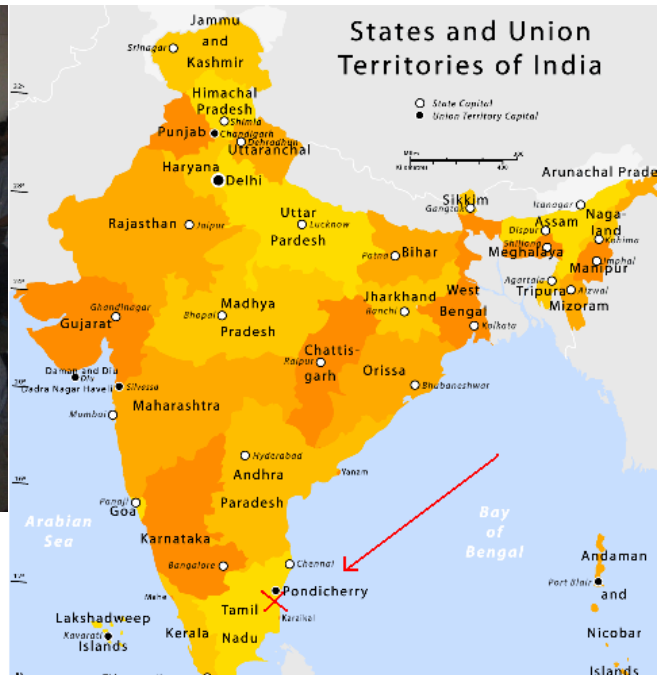 States and Union
Territories of India
State Capital
Union Territory Capital
Jammu
and
Kashmir
Srinagar
Himachal
Pradesh
Shimla
Punjab
Chandigarh
Dehradun
Uttaranchal
Haryana
Delhi
Arunachal Prade
Sikkim
Gangtok
Itanagar
Assam
Dispur
Naga-
land
Kohima
Shillong
Meghalaya
Imphal
Manipur
Agartala
Tripura
Aizwal
Mizoram
Rajasthan
Jaipur
Uttar
Pardesh
Lucknow
Patna
Bihar
Ghandinagar
Gujarat
Madhya
Pradesh
Bhopal
Jharkhand
Ranchi
West
Bengal
Kolkata
Raipur
Chattis-
garh
Orissa
Bhubaneshwar
Daman and Diu
Diu
Dadra Nagar Haveli
Silvassa
Mumbai
Maharashtra
Hyderabad
Andhra
Paradesh
Yanam
Panaji
Goa
Arabian
Sea
Bay
of
Bengal
Karnataka
Bangalore
Chennai
Pondicherry
Mahe
Tamil
Nadu
Karaikal
Kerala
Lakshadweep
Kavarati
Islands
Andaman
Port Blair
and
Nicobar
Islands